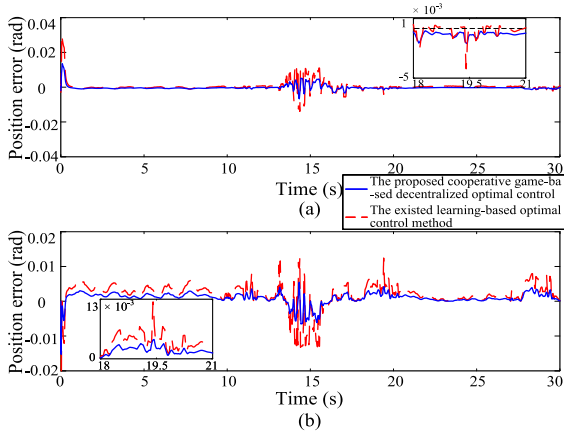 0.04
0.02
0
-0.02
-0.04
Position error (rad)
1 × 10⁻³
-5
18 19.5 21
0 5 10 15 20 25 30
Time (s)
(a)
The proposed cooperative game-ba
-sed decentralized optimal control
The existed learning-based optimal
control method
0.02
0.01
0
-0.01
-0.02
Position error (rad)
13 × 10⁻³
0
18 19.5 21
0 5 10 15 20 25 30
Time (s)
(b)